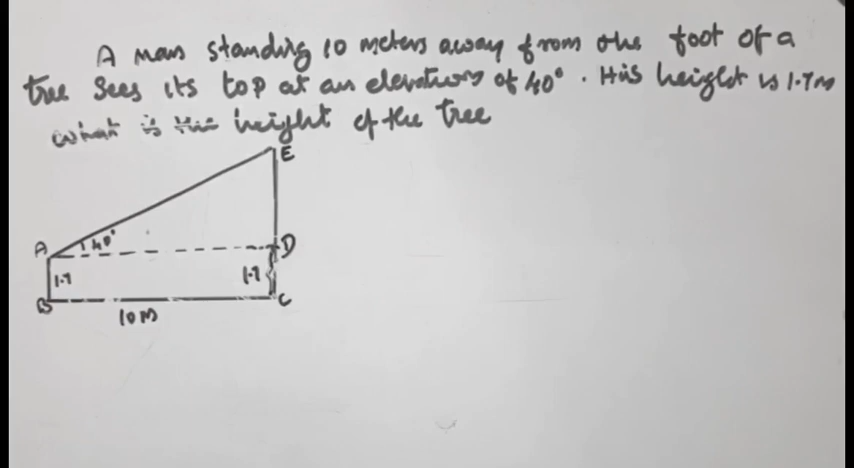 A man standing 10 meters away from the foot of a
tree sees its top at an elevation of 40°. His height is 1.7m
what is the height of the tree
E
A
40°
D
1.7
1.7
B
C
10m